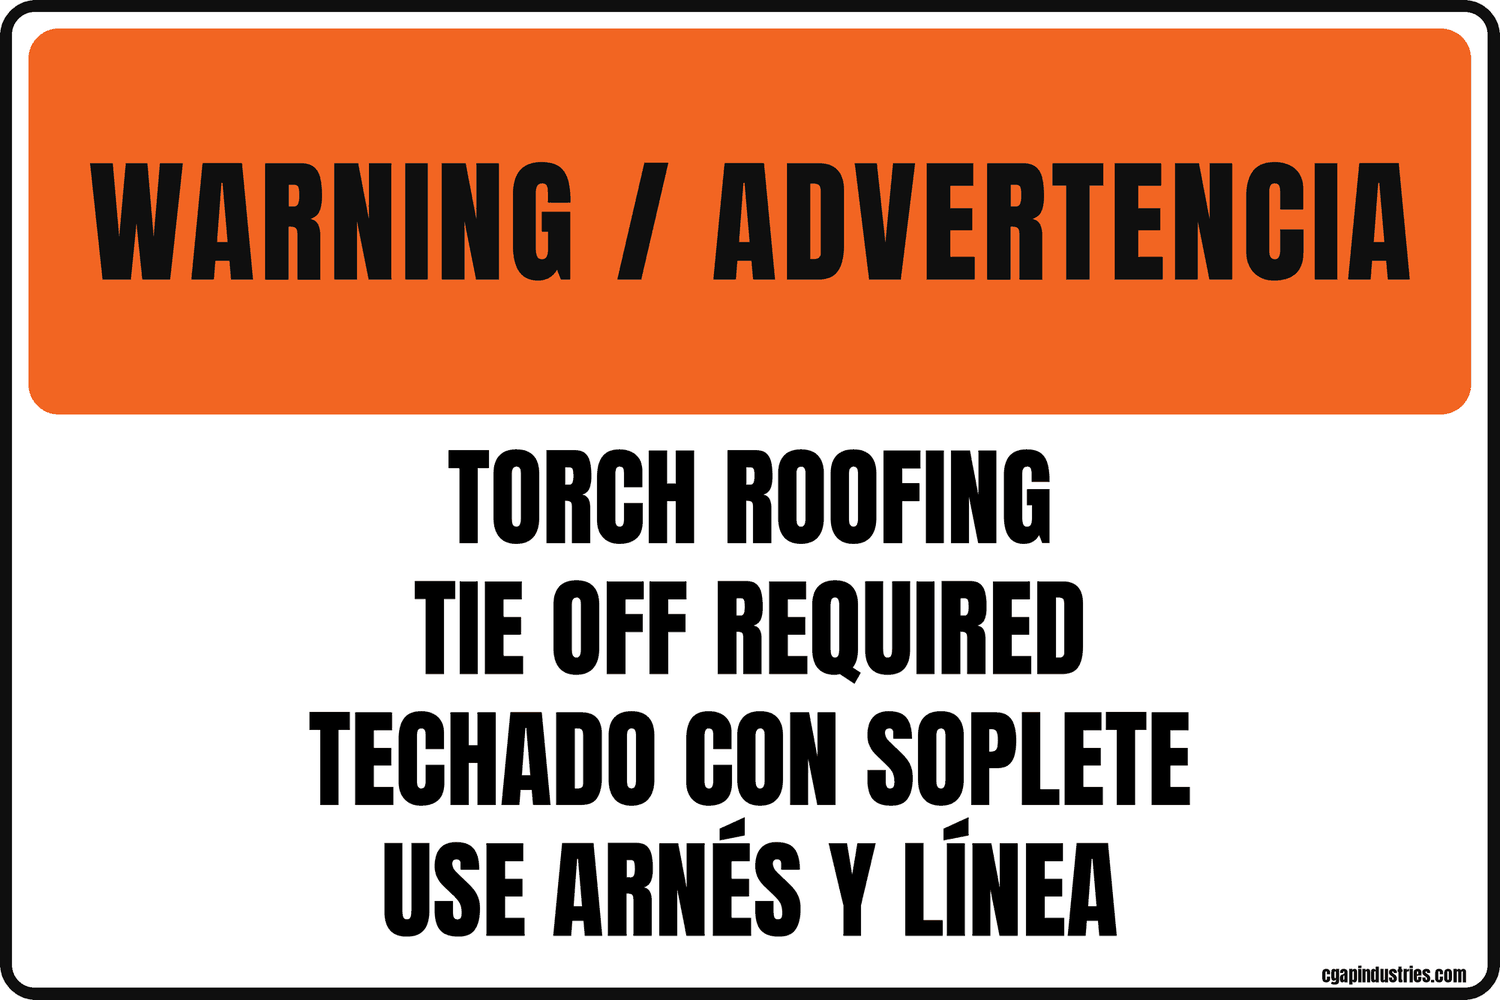 WARNING / ADVERTENCIA
TORCH ROOFING
TIE OFF REQUIRED
TECHADO CON SOPLETE
USE ARNÉS Y LÍNEA
cgapindustries.com